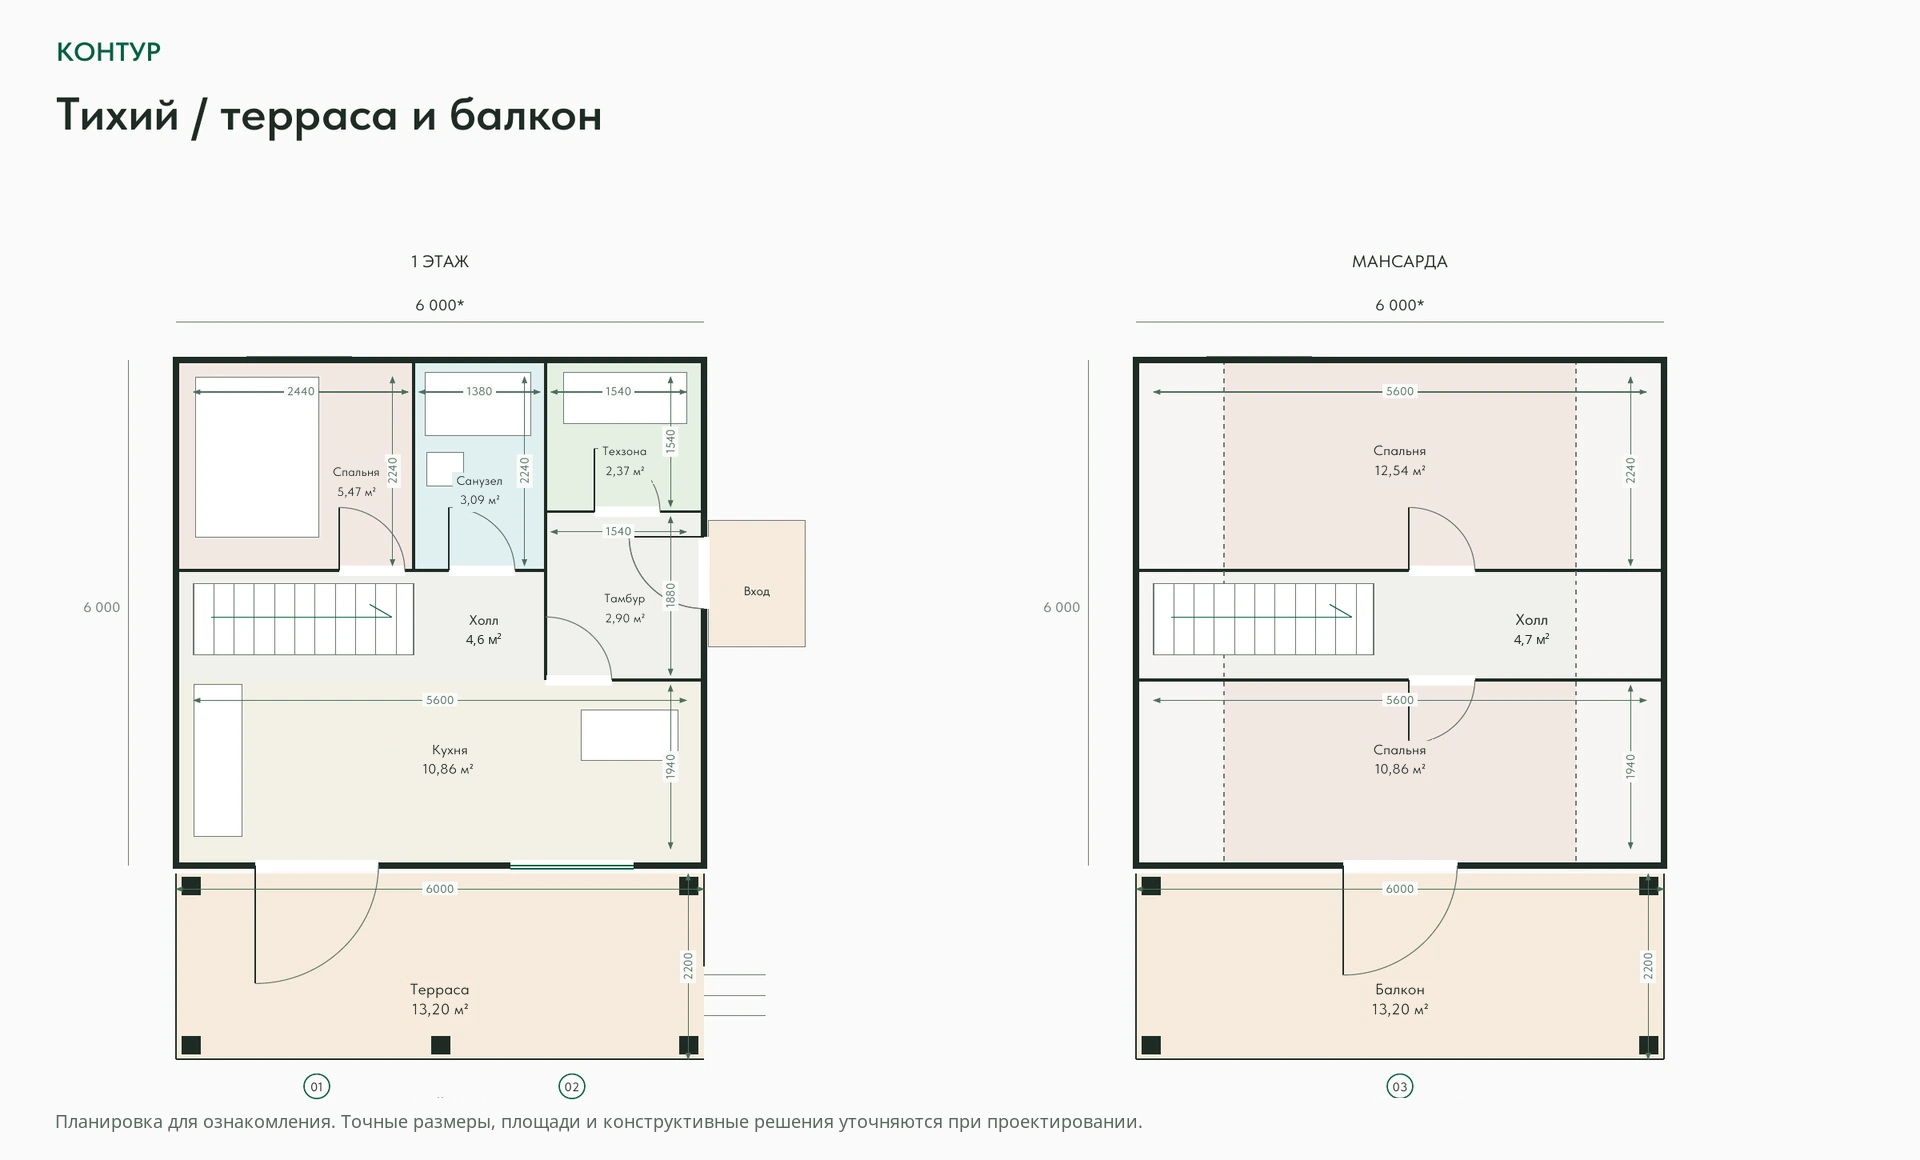 КОНТУР
Тихий / терраса и балкон
1 ЭТАЖ
6 000*
6 000
2440
2240
Спальня
5,47 м²
1380
2240
Санузел
3,09 м²
1540
1540
Техзона
2,37 м²
1540
1880
Тамбур
2,90 м²
Вход
Холл
4,6 м²
5600
1940
Кухня
10,86 м²
6000
2200
Терраса
13,20 м²
01
02
МАНСАРДА
6 000*
6 000
5600
2240
Спальня
12,54 м²
Холл
4,7 м²
5600
1940
Спальня
10,86 м²
6000
2200
Балкон
13,20 м²
03
Планировка для ознакомления. Точные размеры, площади и конструктивные решения уточняются при проектировании.